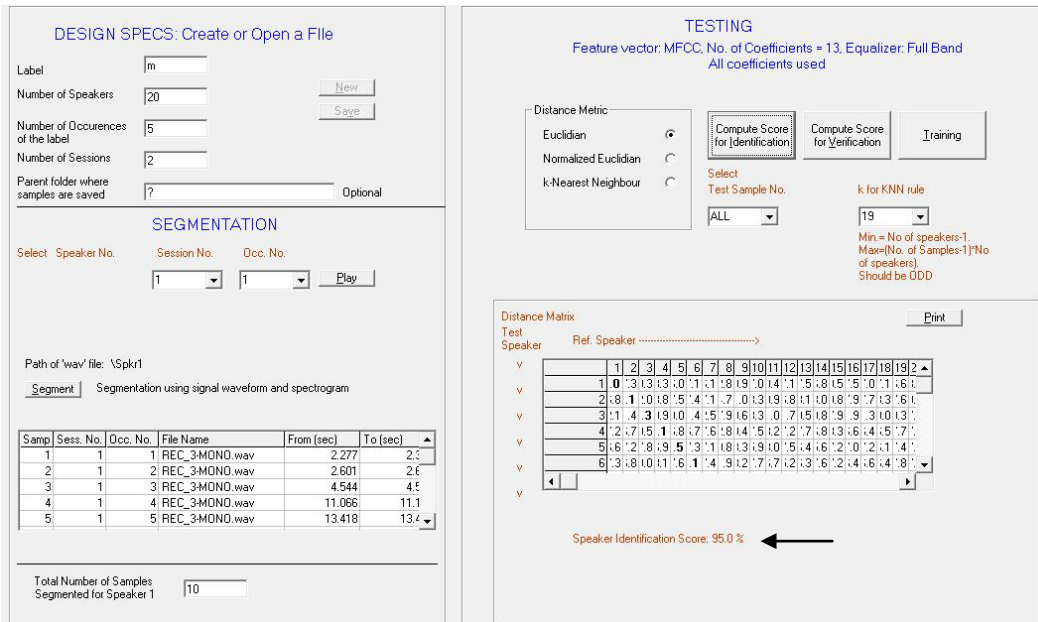 DESIGN SPECS: Create or Open a FIle
Label m
Number of Speakers 20 New
Save
Number of Occurences
of the label 5
Number of Sessions 2
Parent folder where
samples are saved ? Optional
SEGMENTATION
Select Speaker No. Session No. Occ. No.
1 1 Play
Path of 'wav' file: \Spkr1
Segment Segmentation using signal waveform and spectrogram
Samp Sess. No. Occ. No. File Name From (sec) To (sec)
1 1 1 REC_3-MONO.wav 2.277
2 1 2 REC_3-MONO.wav 2.601
3 1 3 REC_3-MONO.wav 4.544
4 1 4 REC_3-MONO.wav 11.066
5 1 5 REC_3-MONO.wav 13.418
Total Number of Samples
Segmented for Speaker 1 10
TESTING
Feature vector: MFCC, No. of Coefficients = 13, Equalizer: Full Band
All coefficients used
Distance Metric
Euclidian
Normalized Euclidian
k-Nearest Neighbour
Compute Score
for Identification
Compute Score
for Verification
Training
Select
Test Sample No. k for KNN rule
ALL 19
Min.= No of speakers-1.
Max=(No. of Samples-1)*No
of speakers).
Should be ODD
Distance Matrix Print
Test
Speaker
Ref. Speaker ----------------------------------->
v
v
v
v
v
v
1 2 3 4 5 6 7 8 9 10 11 12 13 14 15 16 17 18 19
1
2
3
4
5
6
Speaker Identification Score: 95.0 %